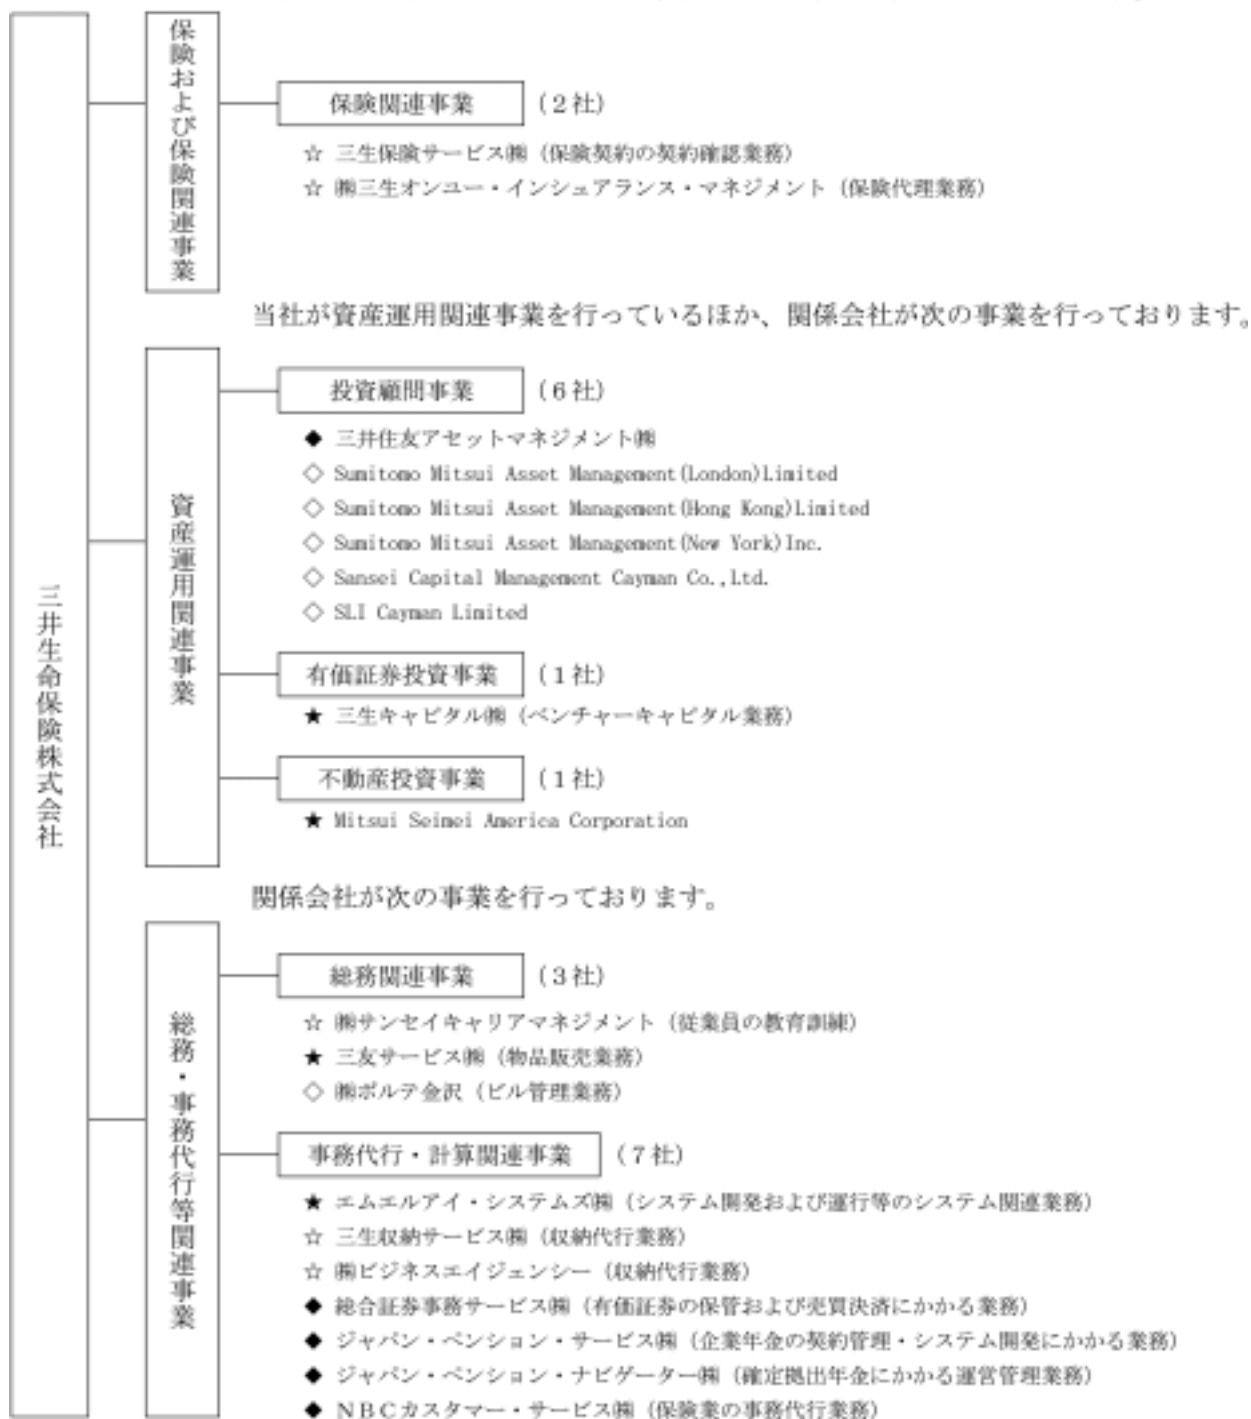 三井生命保険株式会社
保険および保険関連事業
保険関連事業 (2社)
☆ 三生保険サービス㈱ (保険契約の契約確認業務)
☆ ㈱三生オンユー・インシュアランス・マネジメント (保険代理業務)
当社が資産運用関連事業を行っているほか、関係会社が次の事業を行っております。
資産運用関連事業
投資顧問事業 (6社)
◆ 三井住友アセットマネジメント㈱
◇ Sumitomo Mitsui Asset Management(London)Limited
◇ Sumitomo Mitsui Asset Management(Hong Kong)Limited
◇ Sumitomo Mitsui Asset Management(New York)Inc.
◇ Sansei Capital Management Cayman Co.,Ltd.
◇ SLI Cayman Limited
有価証券投資事業 (1社)
★ 三生キャピタル㈱ (ベンチャーキャピタル業務)
不動産投資事業 (1社)
★ Mitsui Seimei America Corporation
関係会社が次の事業を行っております。
総務・事務代行等関連事業
総務関連事業 (3社)
☆ ㈱サンセイキャリアマネジメント (従業員の教育訓練)
★ 三友サービス㈱ (物品販売業務)
◇ ㈱ポルテ金沢 (ビル管理業務)
事務代行・計算関連事業 (7社)
★ エムエルアイ・システムズ㈱ (システム開発および運行等のシステム関連業務)
☆ 三生収納サービス㈱ (収納代行業務)
☆ ㈱ビジネスエイジェンシー (収納代行業務)
◆ 総合証券事務サービス㈱ (有価証券の保管および売買決済にかかる業務)
◆ ジャパン・ペンション・サービス㈱ (企業年金の契約管理・システム開発にかかる業務)
◆ ジャパン・ペンション・ナビゲーター㈱ (確定拠出年金にかかる運営管理業務)
◆ NBCカスタマー・サービス㈱ (保険業の事務代行業務)